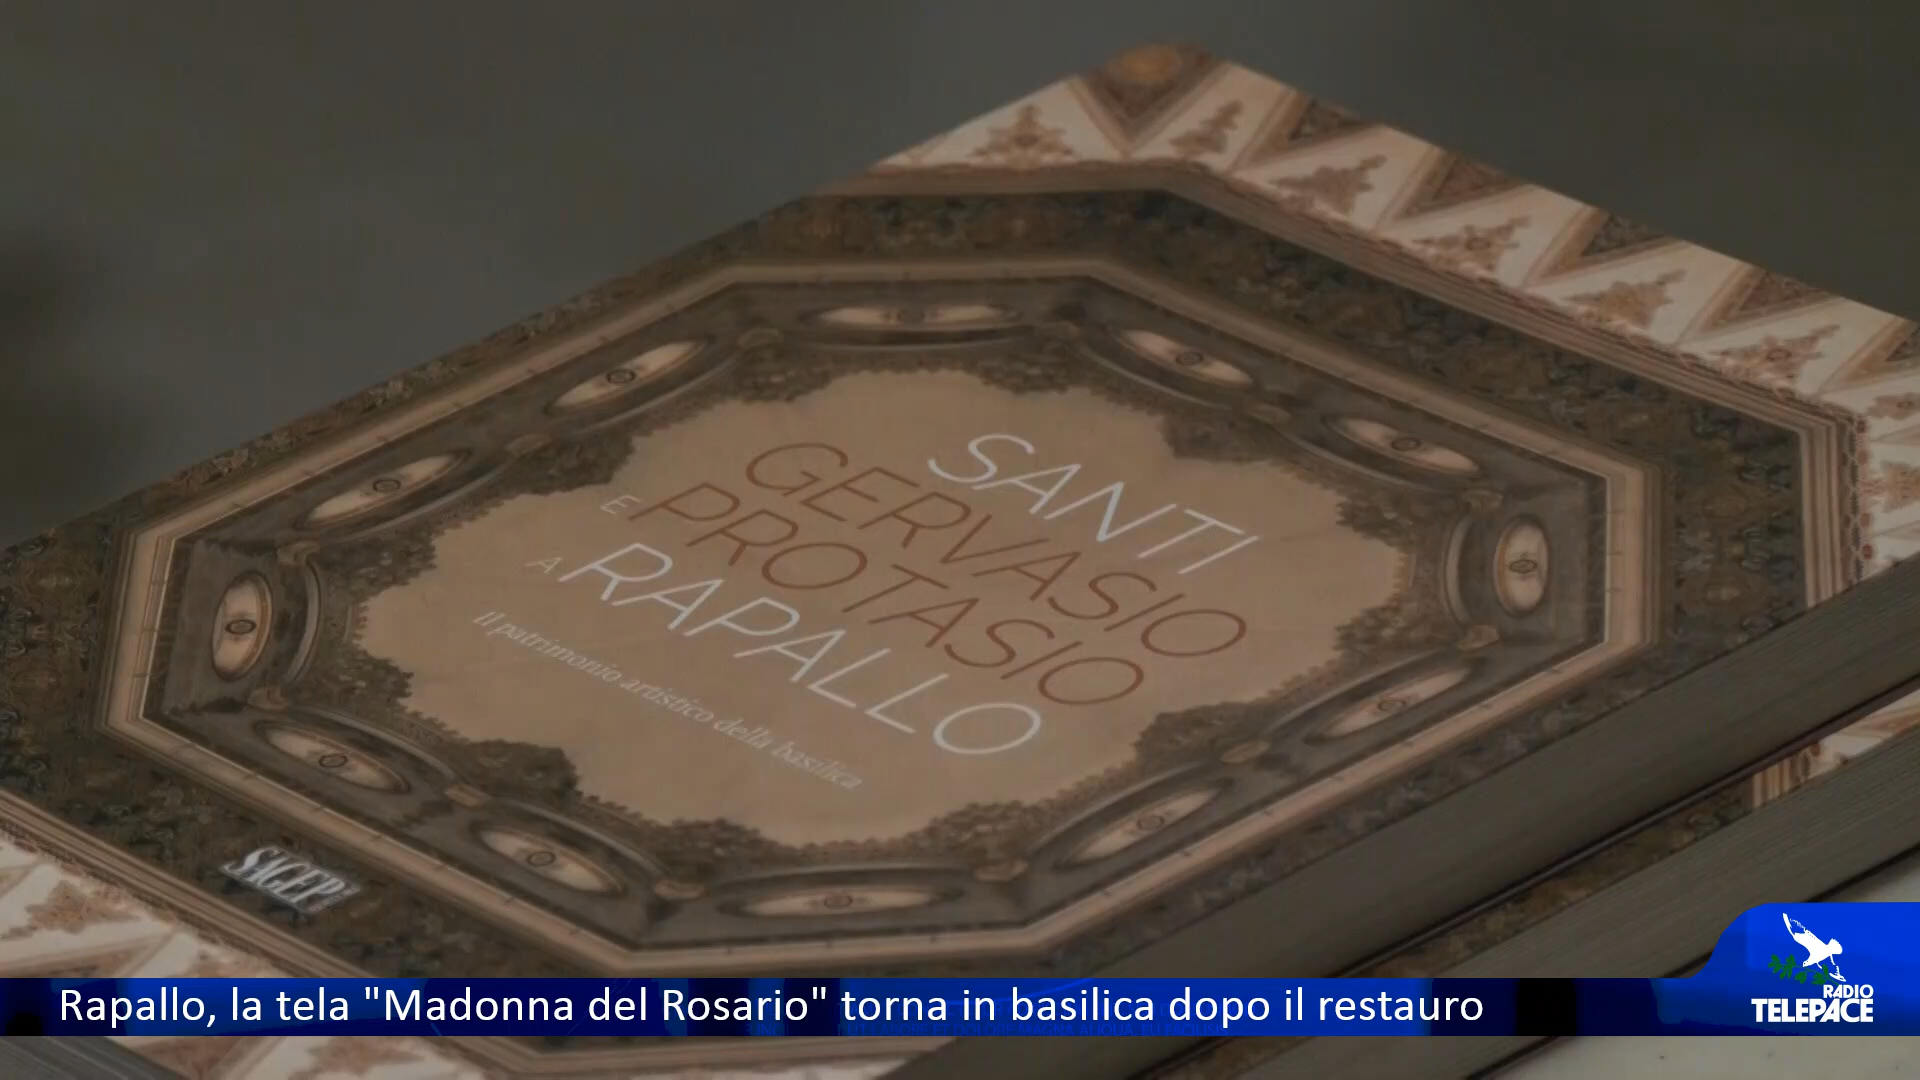 SANTI
GERVASIO
E PROTASIO
A RAPALLO
Il patrimonio artistico della basilica
SAGEP
Rapallo, la tela "Madonna del Rosario" torna in basilica dopo il restauro
RADIO
TELEPACE